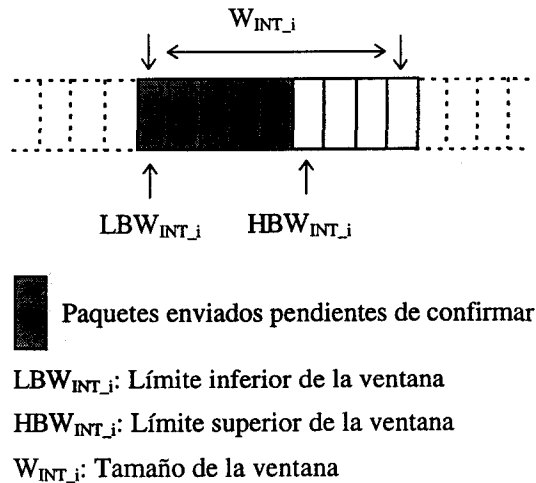 W_INT_i
LBW_INT_i HBW_INT_i
Paquetes enviados pendientes de confirmar
LBW_INT_i: Límite inferior de la ventana
HBW_INT_i: Límite superior de la ventana
W_INT_i: Tamaño de la ventana